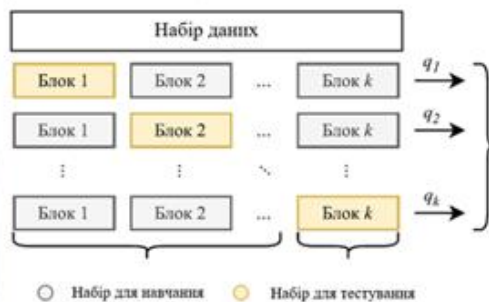 Набір даних
Блок 1 Блок 2 ... Блок k q₁
Блок 1 Блок 2 ... Блок k q₂
⋮ ⋮ ⋱ ⋮
Блок 1 Блок 2 ... Блок k qₖ
Набір для навчання Набір для тестування